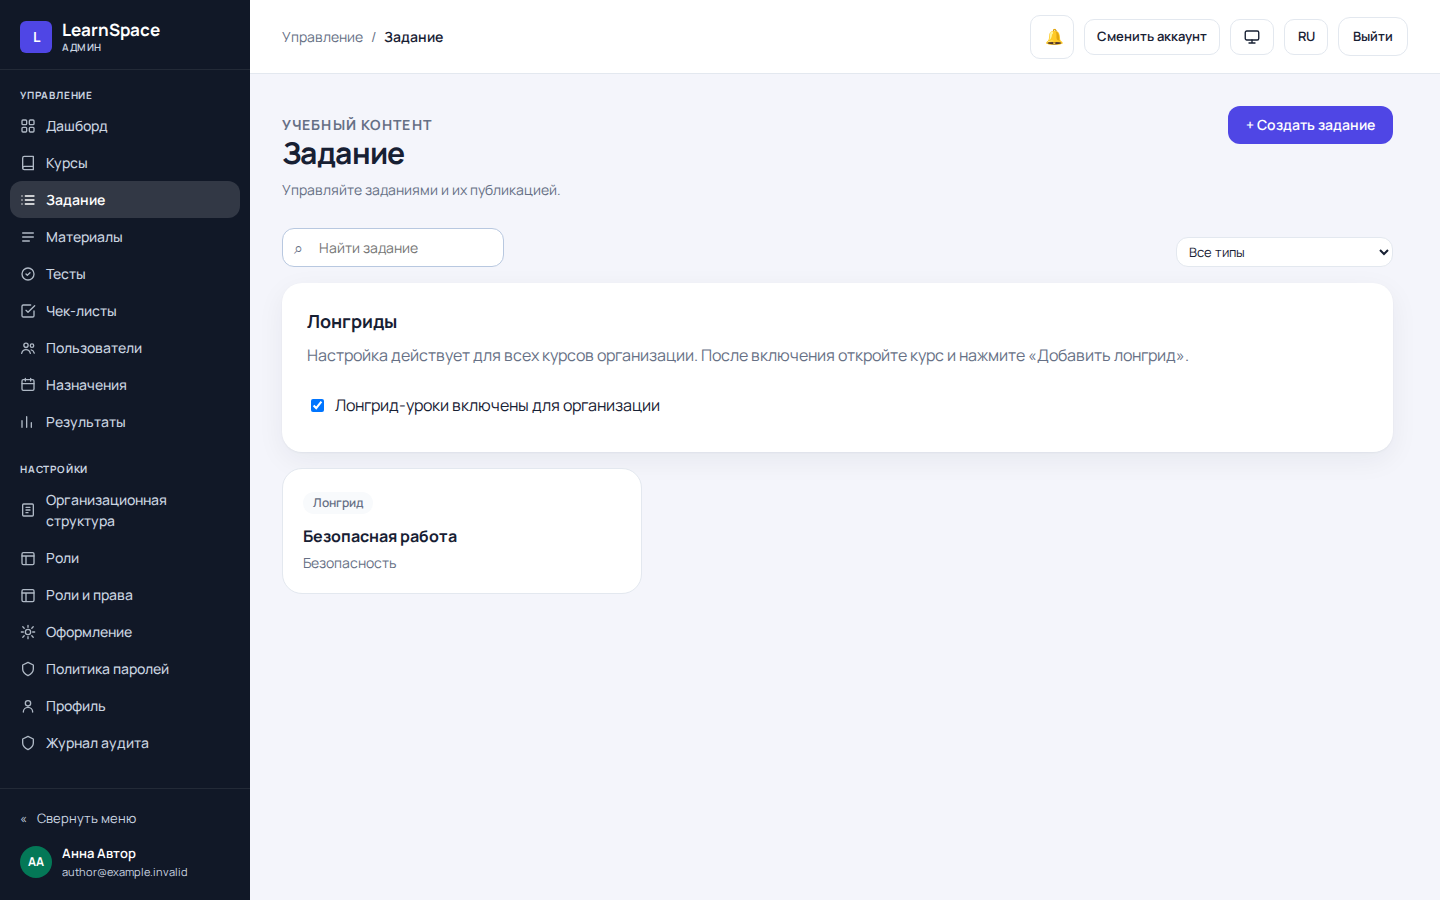 L
LearnSpace
АДМИН
УПРАВЛЕНИЕ
Дашборд
Курсы
Задание
Материалы
Тесты
Чек-листы
Пользователи
Назначения
Результаты
НАСТРОЙКИ
Организационная
структура
Роли
Роли и права
Оформление
Политика паролей
Профиль
Журнал аудита
« Свернуть меню
АА
Анна Автор
author@example.invalid
Управление / Задание
Сменить аккаунт
RU
Выйти
УЧЕБНЫЙ КОНТЕНТ
Задание
Управляйте заданиями и их публикацией.
+ Создать задание
Найти задание
Все типы
Лонгриды
Настройка действует для всех курсов организации. После включения откройте курс и нажмите «Добавить лонгрид».
Лонгрид-уроки включены для организации
Лонгрид
Безопасная работа
Безопасность